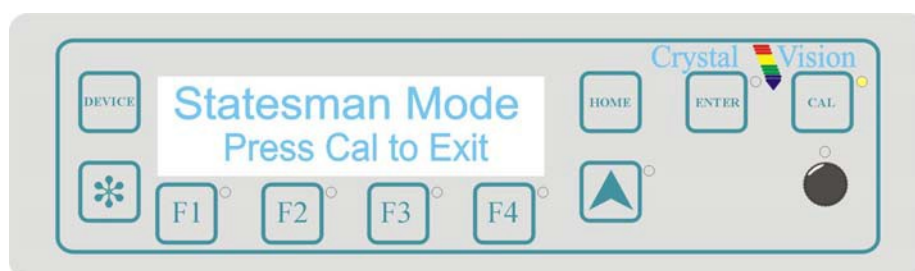 Crystal Vision
DEVICE
Statesman Mode
Press Cal to Exit
HOME
ENTER
CAL
F1
F2
F3
F4